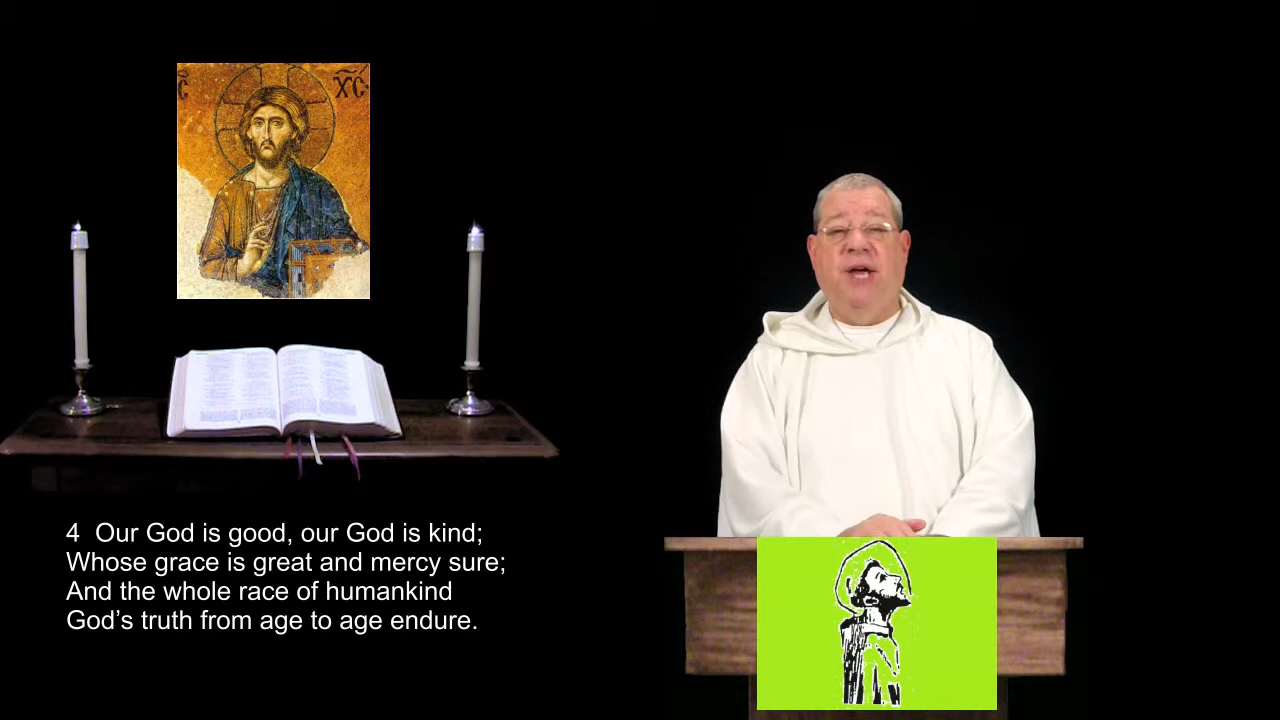 C
XC
4 Our God is good, our God is kind;
Whose grace is great and mercy sure;
And the whole race of humankind
God’s truth from age to age endure.